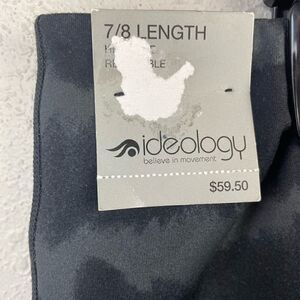 7/8 LENGTH
ideology
believe in movement
$59.50